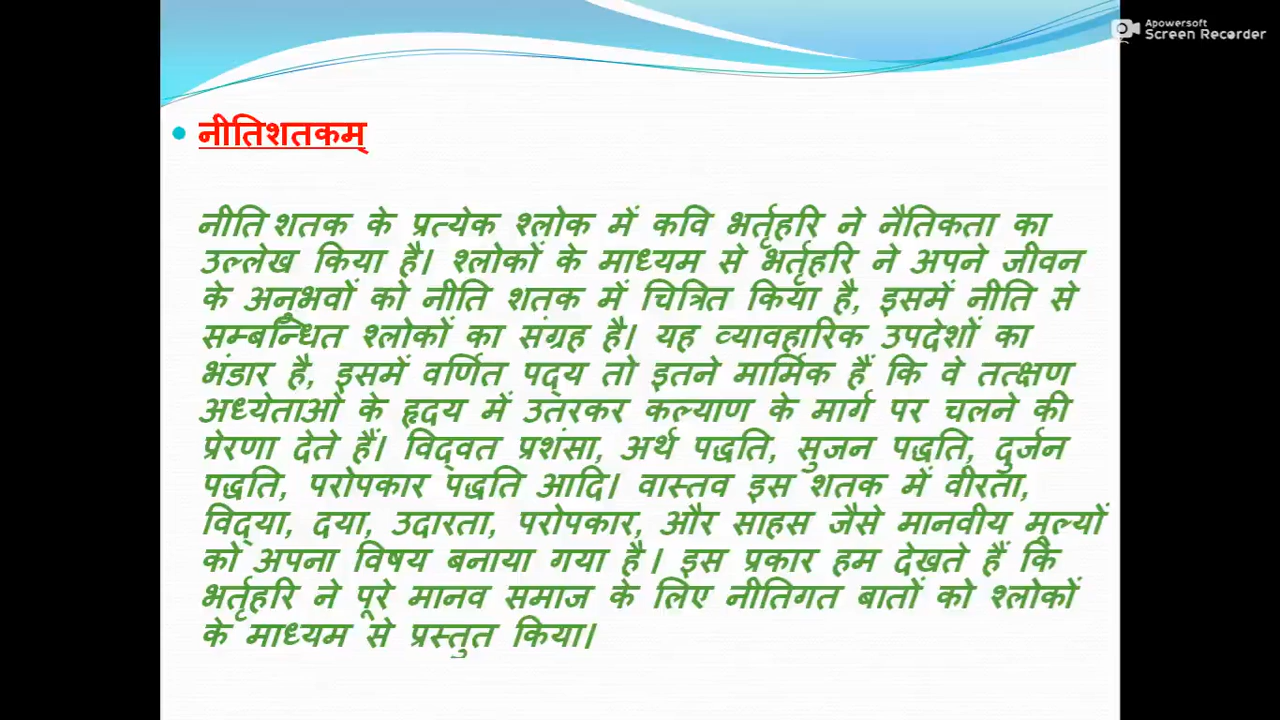 Apowersoft
Screen Recorder
नीतिशतकम्
नीति शतक के प्रत्येक श्लोक में कवि भर्तृहरि ने नैतिकता का
उल्लेख किया है। श्लोकों के माध्यम से भर्तृहरि ने अपने जीवन
के अनुभवों को नीति शतक में चित्रित किया है, इसमें नीति से
सम्बन्धित श्लोकों का संग्रह है। यह व्यावहारिक उपदेशों का
भंडार है, इसमें वर्णित पद्य तो इतने मार्मिक हैं कि वे तत्क्षण
अध्येताओं के हृदय में उतरकर कल्याण के मार्ग पर चलने की
प्रेरणा देते हैं। विद्वत प्रशंसा, अर्थ पद्धति, सुजन पद्धति, दुर्जन
पद्धति, परोपकार पद्धति आदि। वास्तव इस शतक में वीरता,
विद्या, दया, उदारता, परोपकार, और साहस जैसे मानवीय मूल्यों
को अपना विषय बनाया गया है । इस प्रकार हम देखते हैं कि
भर्तृहरि ने पूरे मानव समाज के लिए नीतिगत बातों को श्लोकों
के माध्यम से प्रस्तुत किया।